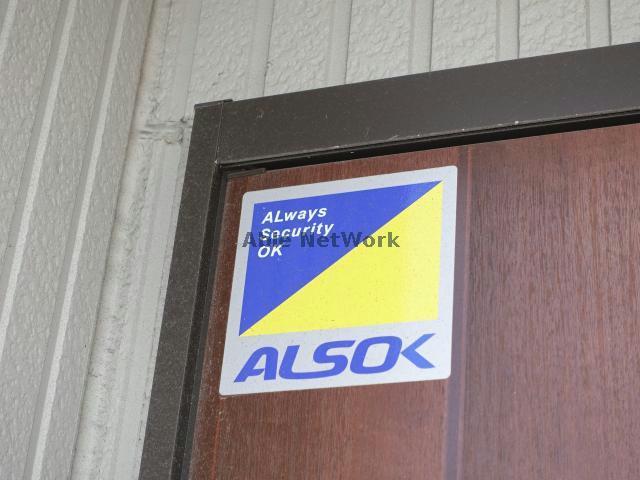 ALways
Security
OK
Able NetWork
ALSOK